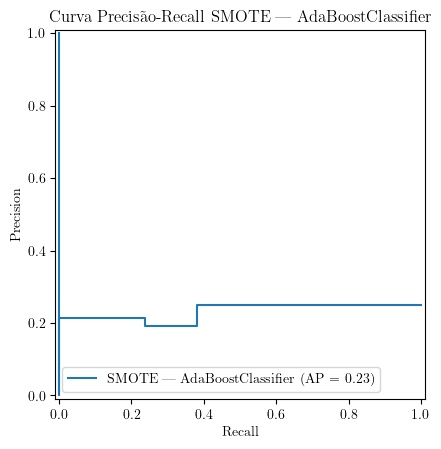 Curva Precisão-Recall SMOTE — AdaBoostClassifier
1.0
0.8
0.6
0.4
0.2
0.0
Precision
SMOTE — AdaBoostClassifier (AP = 0.23)
0.0 0.2 0.4 0.6 0.8 1.0
Recall